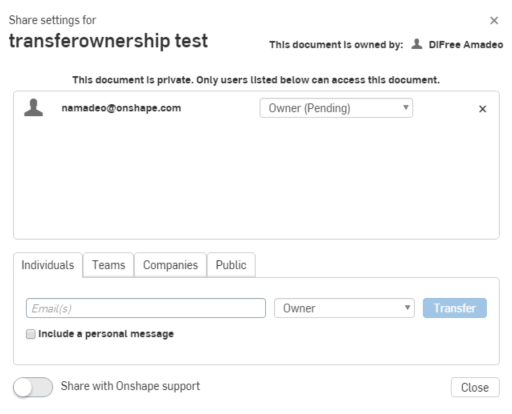 Share settings for
×
transferownership test
This document is owned by: DiFree Amadeo
This document is private. Only users listed below can access this document.
namadeo@onshape.com Owner (Pending) ×
Individuals Teams Companies Public
Email(s) Owner Transfer
Include a personal message
Share with Onshape support Close